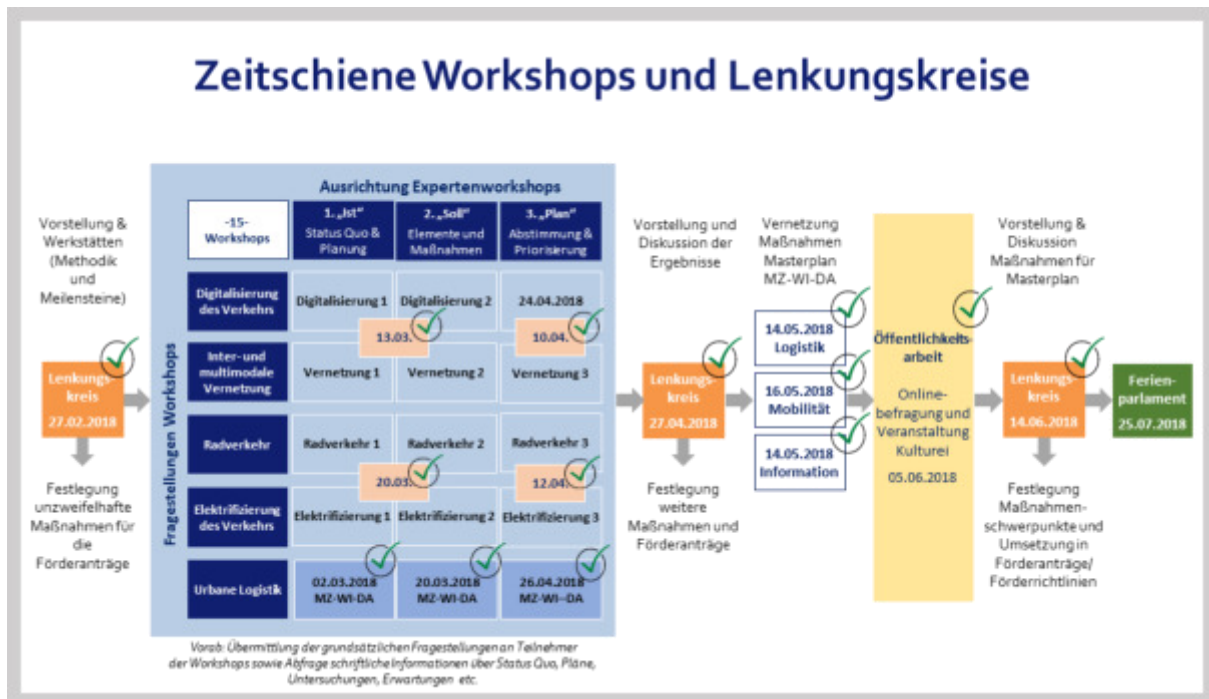 Zeitschiene Workshops und Lenkungskreise
Vorstellung &
Werkstätten
(Methodik
und
Meilensteine)
Lenkungs-
kreis
27.02.2018
Festlegung
unzweifelhafte
Maßnahmen für
die
Förderanträge
Fragestellungen Workshops
Ausrichtung Expertenworkshops
-15-
Workshops
1. „Ist"
Status Quo &
Planung
2. „Soll"
Elemente und
Maßnahmen
3. „Plan"
Abstimmung &
Priorisierung
Digitalisierung
des Verkehrs
Digitalisierung 1
Digitalisierung 2
24.04.2018
13.03.
10.04.
Inter- und
multimodale
Vernetzung
Vernetzung 1
Vernetzung 2
Vernetzung 3
Radverkehr
Radverkehr 1
Radverkehr 2
Radverkehr 3
20.03.
12.04.
Elektrifizierung
des Verkehrs
Elektrifizierung 1
Elektrifizierung 2
Elektrifizierung 3
Urbane Logistik
02.03.2018
MZ-WI-DA
20.03.2018
MZ-WI-DA
26.04.2018
MZ-WI--DA
Vorab: Übermittlung der grundsätzlichen Fragestellungen an Teilnehmer
der Workshops sowie Abfrage schriftliche Informationen über Status Quo, Pläne,
Untersuchungen, Erwartungen etc.
Vorstellung und
Diskussion der
Ergebnisse
Lenkungs-
kreis
27.04.2018
Festlegung
weitere
Maßnahmen und
Förderanträge
Vernetzung
Maßnahmen
Masterplan
MZ-WI-DA
14.05.2018
Logistik
16.05.2018
Mobilität
14.05.2018
Information
Öffentlichkeits-
arbeit
Online-
befragung und
Veranstaltung
Kulturei
05.06.2018
Vorstellung &
Diskussion
Maßnahmen für
Masterplan
Lenkungs-
kreis
14.06.2018
Festlegung
Maßnahmen-
schwerpunkte und
Umsetzung in
Förderanträge/
Förderrichtlinien
Ferien-
parlament
25.07.2018